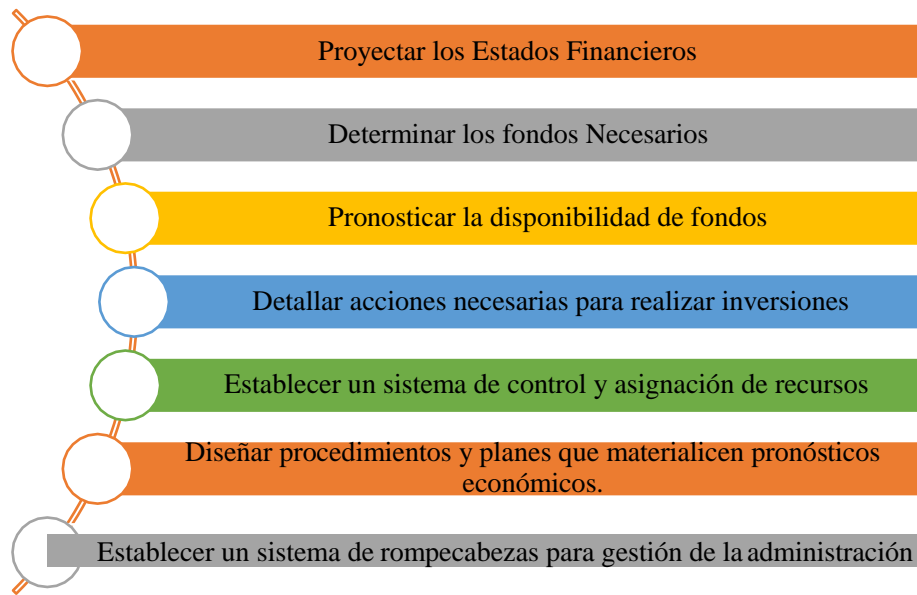 Proyectar los Estados Financieros
Determinar los fondos Necesarios
Pronosticar la disponibilidad de fondos
Detallar acciones necesarias para realizar inversiones
Establecer un sistema de control y asignación de recursos
Diseñar procedimientos y planes que materialicen pronósticos
económicos.
Establecer un sistema de rompecabezas para gestión de la administración